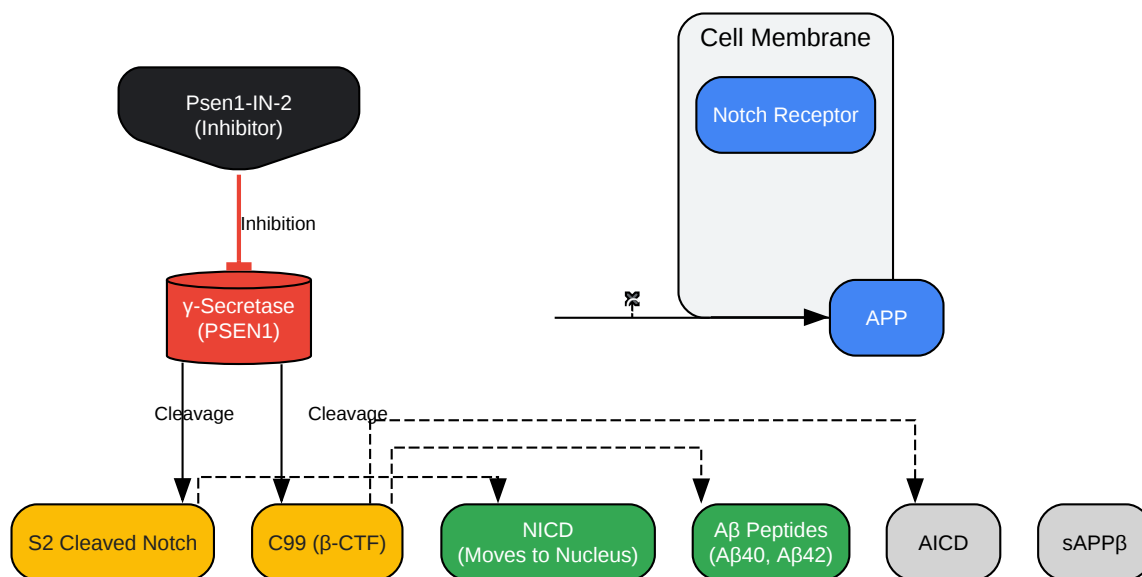 Cell Membrane
Psen1-IN-2
(Inhibitor)
Notch Receptor
Inhibition
γ-Secretase
(PSEN1)
APP
Cleavage
Cleavage
S2 Cleaved Notch
C99 (β-CTF)
NICD
(Moves to Nucleus)
Aβ Peptides
(Aβ40, Aβ42)
AICD
sAPPβ